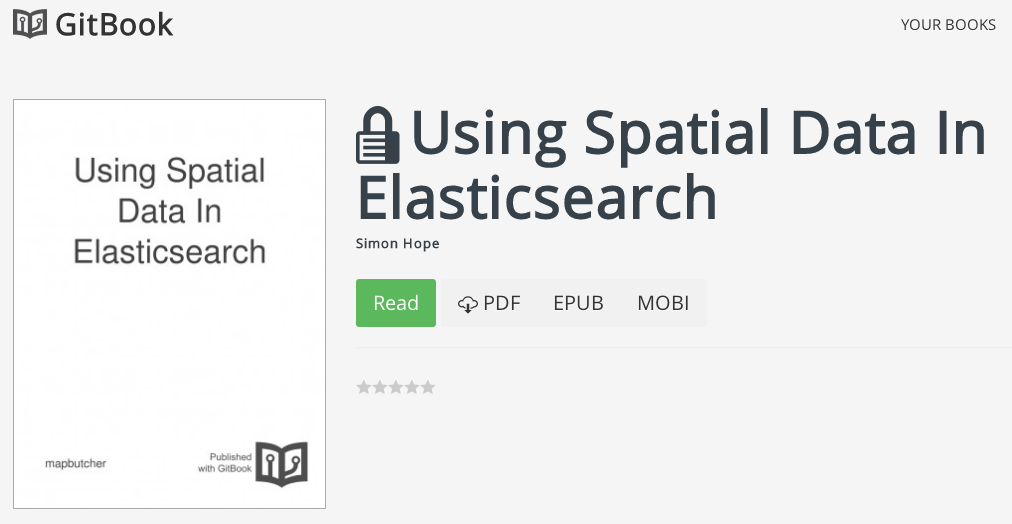 GitBook
YOUR BOOKS
Using Spatial
Data In
Elasticsearch
mapbutcher
Published
with GitBook
Using Spatial Data In
Elasticsearch
Simon Hope
Read
PDF
EPUB
MOBI